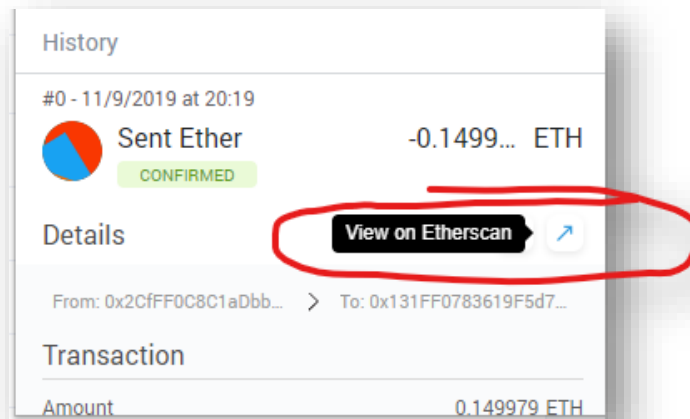 History
#0 - 11/9/2019 at 20:19
Sent Ether -0.1499... ETH
CONFIRMED
Details View on Etherscan
From: 0x2CfFF0C8C1aDbb... > To: 0x131FF0783619F5d7...
Transaction
Amount 0.149979 ETH